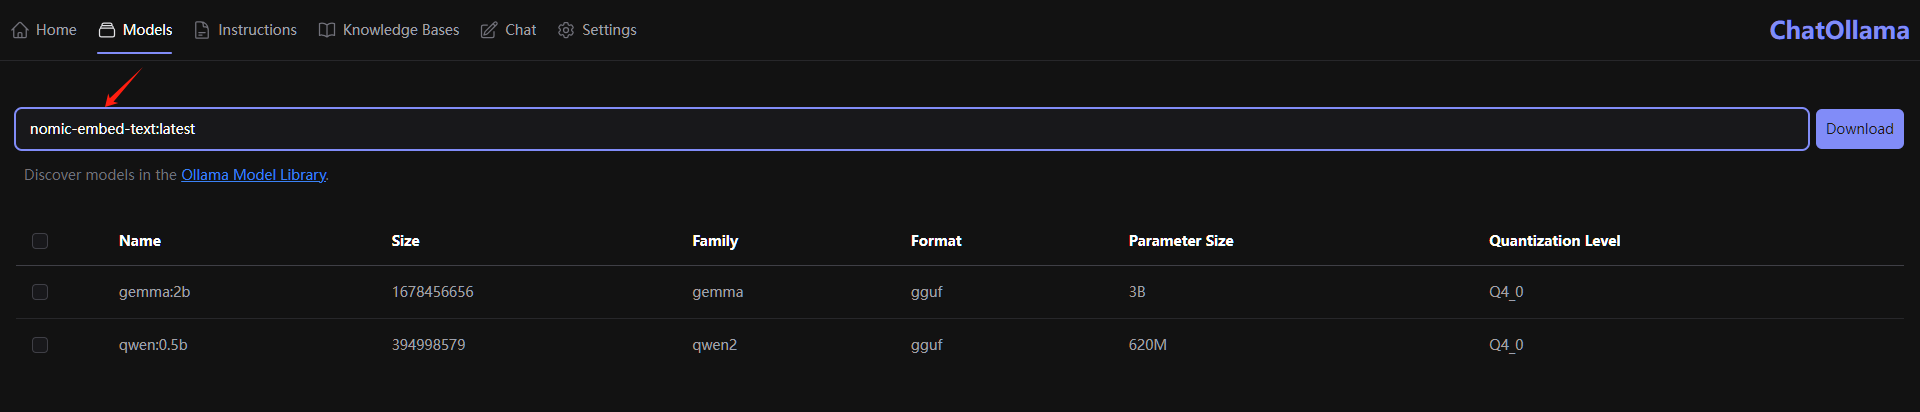 Home Models Instructions Knowledge Bases Chat Settings ChatOllama
nomic-embed-text:latest Download
Discover models in the Ollama Model Library.
Name Size Family Format Parameter Size Quantization Level
gemma:2b 1678456656 gemma gguf 3B Q4_0
qwen:0.5b 394998579 qwen2 gguf 620M Q4_0